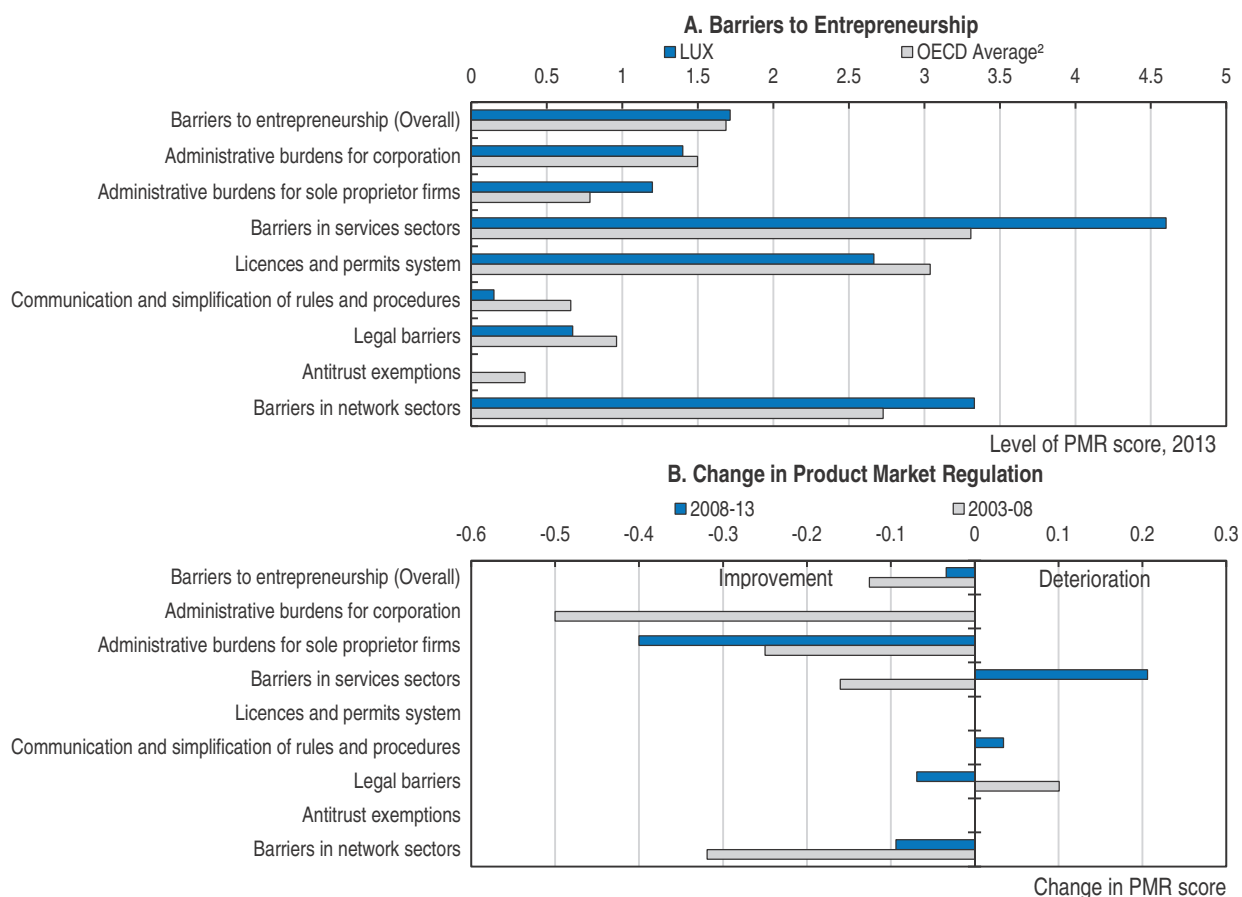 A. Barriers to Entrepreneurship
LUX OECD Average²
0 0.5 1 1.5 2 2.5 3 3.5 4 4.5 5
Barriers to entrepreneurship (Overall)
Administrative burdens for corporation
Administrative burdens for sole proprietor firms
Barriers in services sectors
Licences and permits system
Communication and simplification of rules and procedures
Legal barriers
Antitrust exemptions
Barriers in network sectors
Level of PMR score, 2013
B. Change in Product Market Regulation
2008-13 2003-08
-0.6 -0.5 -0.4 -0.3 -0.2 -0.1 0 0.1 0.2 0.3
Barriers to entrepreneurship (Overall) Improvement Deterioration
Administrative burdens for corporation
Administrative burdens for sole proprietor firms
Barriers in services sectors
Licences and permits system
Communication and simplification of rules and procedures
Legal barriers
Antitrust exemptions
Barriers in network sectors
Change in PMR score